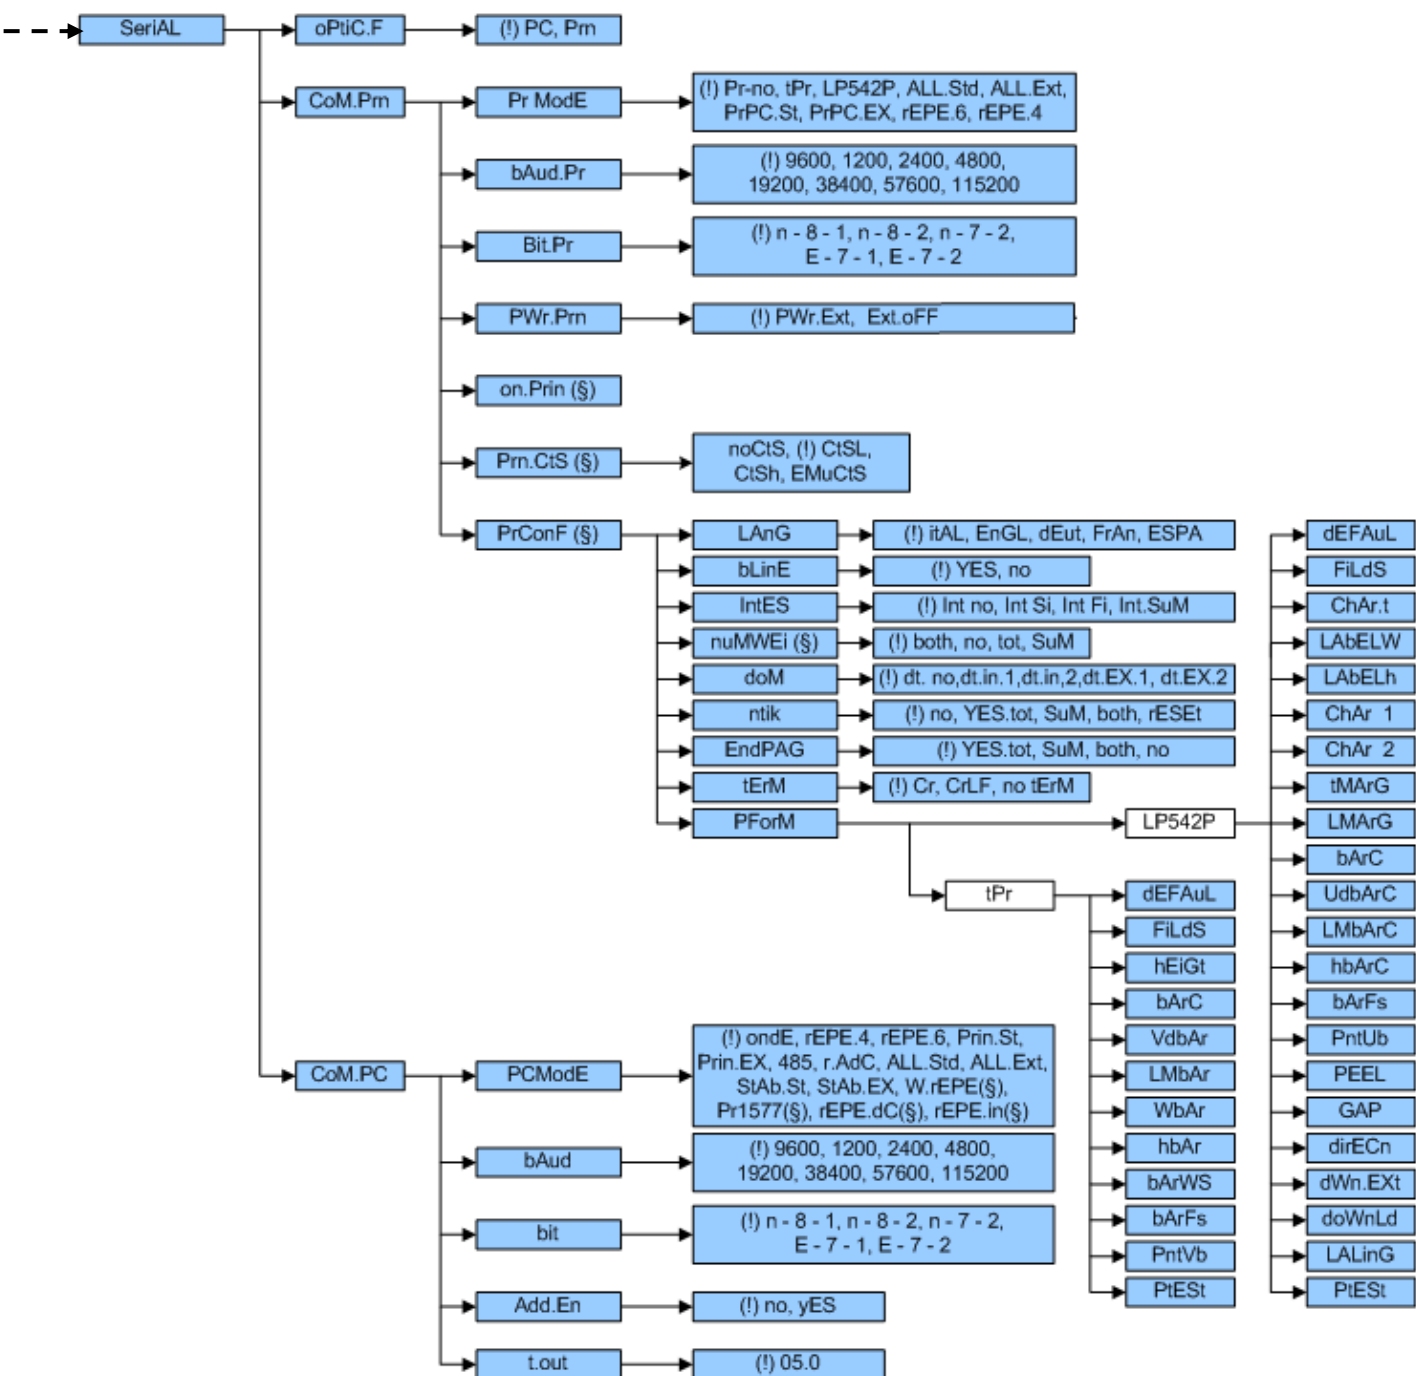 SeriAL
oPtiC.F
(!) PC, Prn
CoM.Prn
Pr ModE
(!) Pr-no, tPr, LP542P, ALL.Std, ALL.Ext,
PrPC.St, PrPC.EX, rEPE.6, rEPE.4
bAud.Pr
(!) 9600, 1200, 2400, 4800,
19200, 38400, 57600, 115200
Bit.Pr
(!) n - 8 - 1, n - 8 - 2, n - 7 - 2,
E - 7 - 1, E - 7 - 2
PWr.Prn
(!) PWr.Ext, Ext.oFF
on.Prin (§)
Prn.CtS (§)
noCtS, (!) CtSL,
CtSh, EMuCtS
PrConF (§)
LAnG
(!) itAL, EnGL, dEut, FrAn, ESPA
bLinE
(!) YES, no
IntES
(!) Int no, Int Si, Int Fi, Int.SuM
nuMWEi (§)
(!) both, no, tot, SuM
doM
(!) dt. no,dt.in.1,dt.in,2,dt.EX.1, dt.EX.2
ntik
(!) no, YES.tot, SuM, both, rESEt
EndPAG
(!) YES.tot, SuM, both, no
tErM
(!) Cr, CrLF, no tErM
PForM
LP542P
dEFAuL
FiLdS
ChAr.t
LAbELW
LAbELh
ChAr 1
ChAr 2
tMArG
LMArG
bArC
UdbArC
LMbArC
hbArC
bArFs
PntUb
PEEL
GAP
dirECn
dWn.EXt
doWnLd
LALinG
PtESt
tPr
dEFAuL
FiLdS
hEiGt
bArC
VdbAr
LMbAr
WbAr
hbAr
bArWS
bArFs
PntVb
PtESt
CoM.PC
PCModE
(!) ondE, rEPE.4, rEPE.6, Prin.St,
Prin.EX, 485, r.AdC, ALL.Std, ALL.Ext,
StAb.St, StAb.EX, W.rEPE(§),
Pr1577(§), rEPE.dC(§), rEPE.in(§)
bAud
(!) 9600, 1200, 2400, 4800,
19200, 38400, 57600, 115200
bit
(!) n - 8 - 1, n - 8 - 2, n - 7 - 2,
E - 7 - 1, E - 7 - 2
Add.En
(!) no, yES
t.out
(!) 05.0